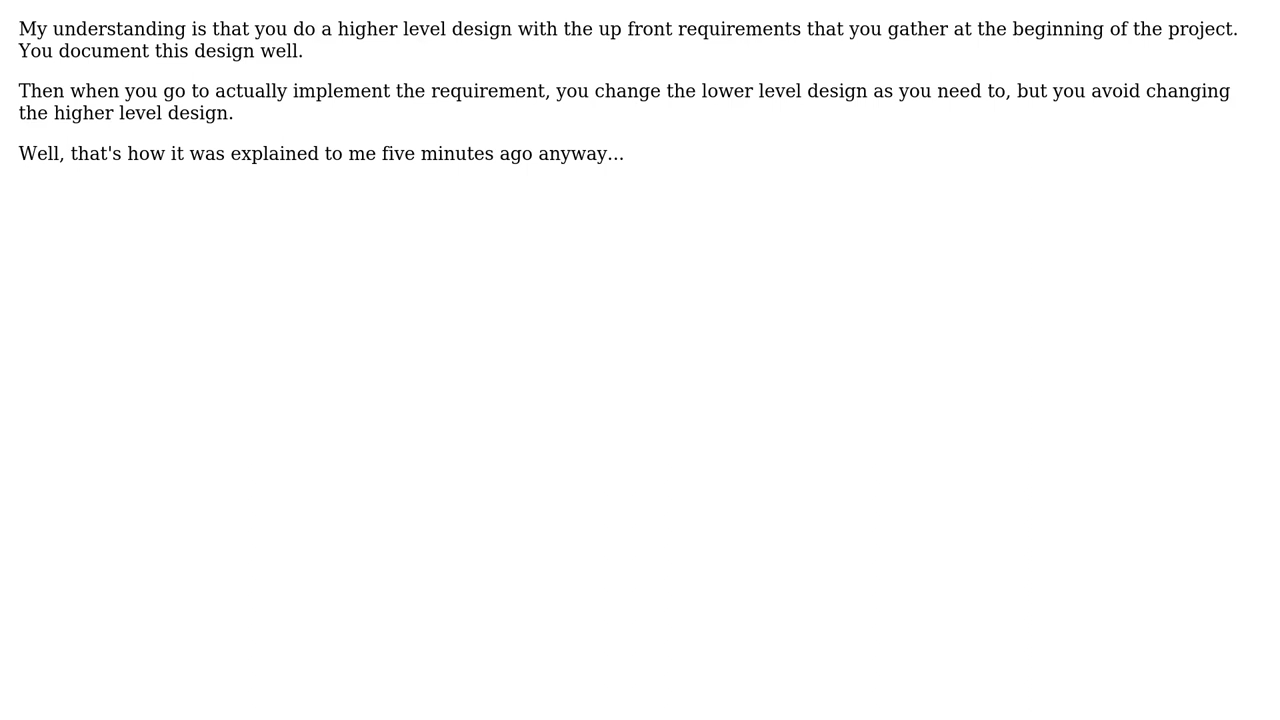 My understanding is that you do a higher level design with the up front requirements that you gather at the beginning of the project.
You document this design well.
Then when you go to actually implement the requirement, you change the lower level design as you need to, but you avoid changing
the higher level design.
Well, that's how it was explained to me five minutes ago anyway...